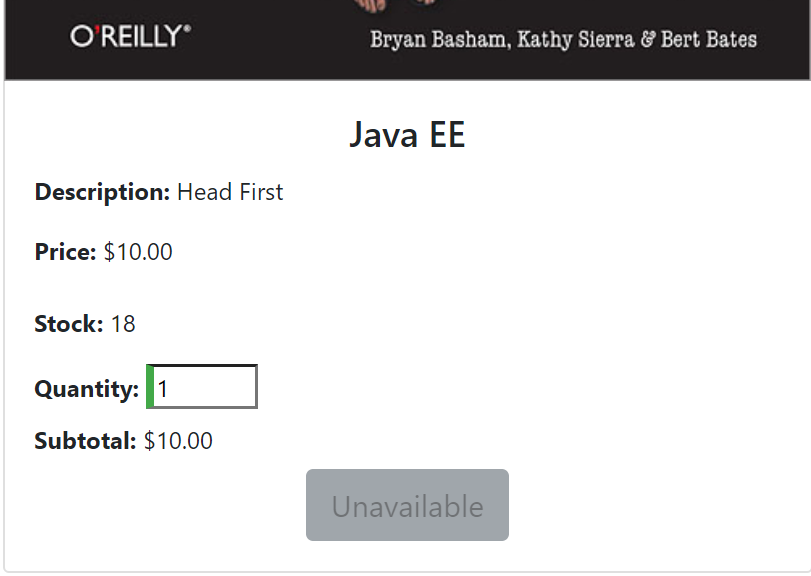 O'REILLY®
Bryan Basham, Kathy Sierra & Bert Bates
Java EE
Description: Head First
Price: $10.00
Stock: 18
Quantity: 1
Subtotal: $10.00
Unavailable